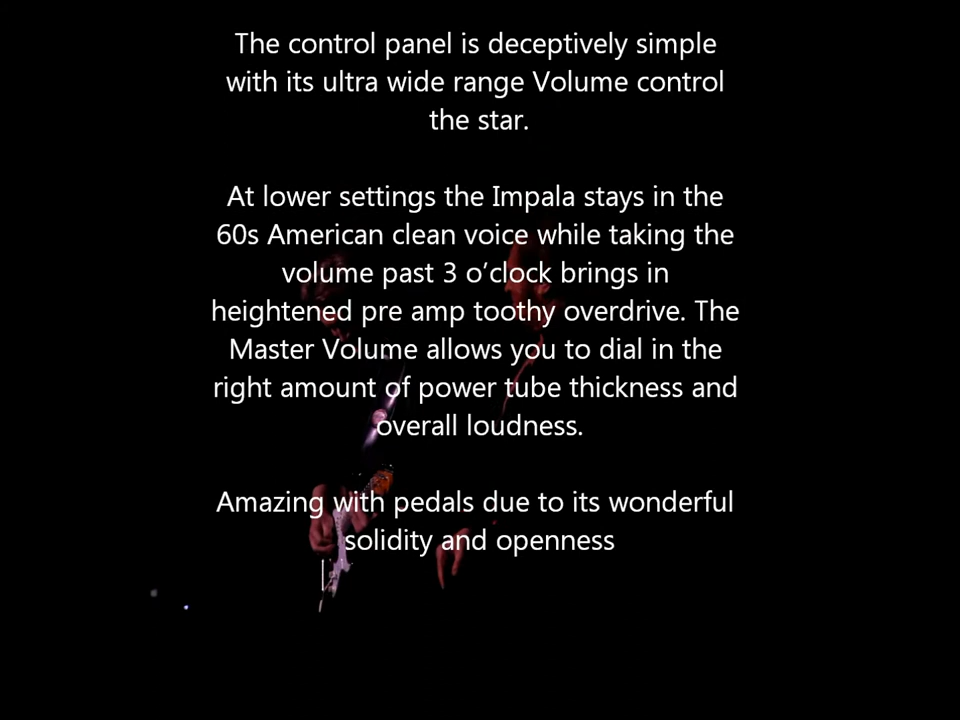 The control panel is deceptively simple
with its ultra wide range Volume control
the star.
At lower settings the Impala stays in the
60s American clean voice while taking the
volume past 3 o’clock brings in
heightened pre amp toothy overdrive. The
Master Volume allows you to dial in the
right amount of power tube thickness and
overall loudness.
Amazing with pedals due to its wonderful
solidity and openness